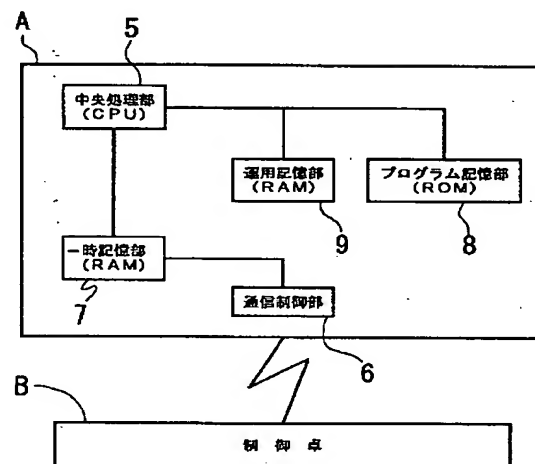 A
5
中央処理部
(CPU)
運用記憶部
(RAM)
プログラム記憶部
(ROM)
9
8
一時記憶部
(RAM)
7
通信制御部
6
B
制御卓